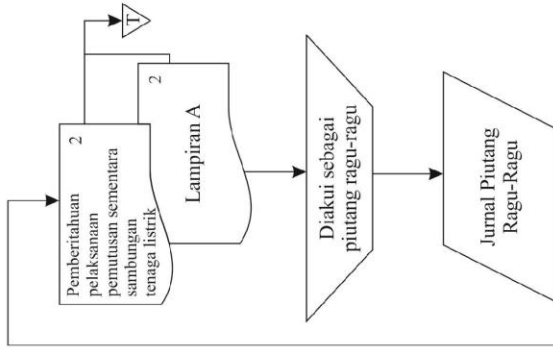 Pemberitahuan
pelaksanaan
pemutusan sementara
sambungan
tenaga listrik
2
Lampiran A
2
T
Diakui sebagai
piutang ragu-ragu
Jurnal Piutang
Ragu-Ragu